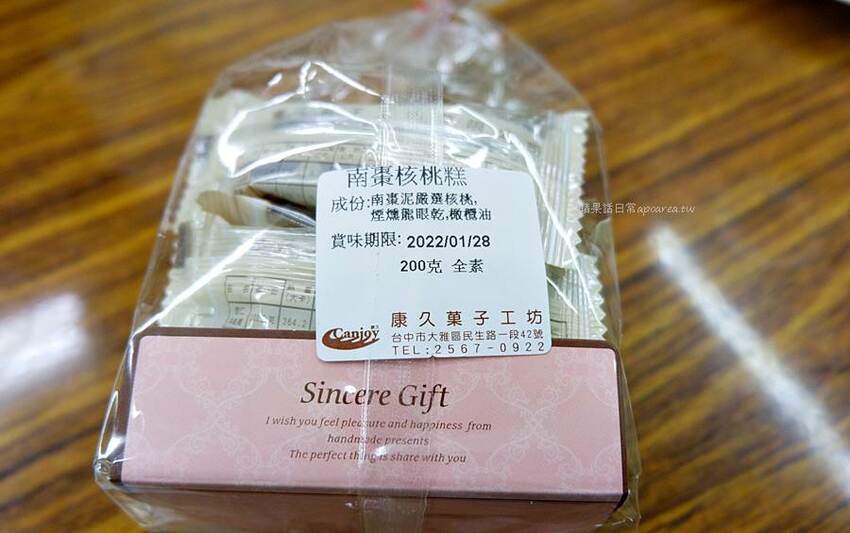 南棗核桃糕
成份:南棗泥嚴選核桃,
煙燻龍眼乾,橄欖油
賞味期限: 2022/01/28
200克 全素
Canjoy
康久菓子工坊
台中市大雅區民生路一段42號
TEL:2567-0922
蘋果話日常apoarea.tw
Sincere Gift
I wish you feel pleasure and happiness from
handmade presents
The perfect thing is share with you